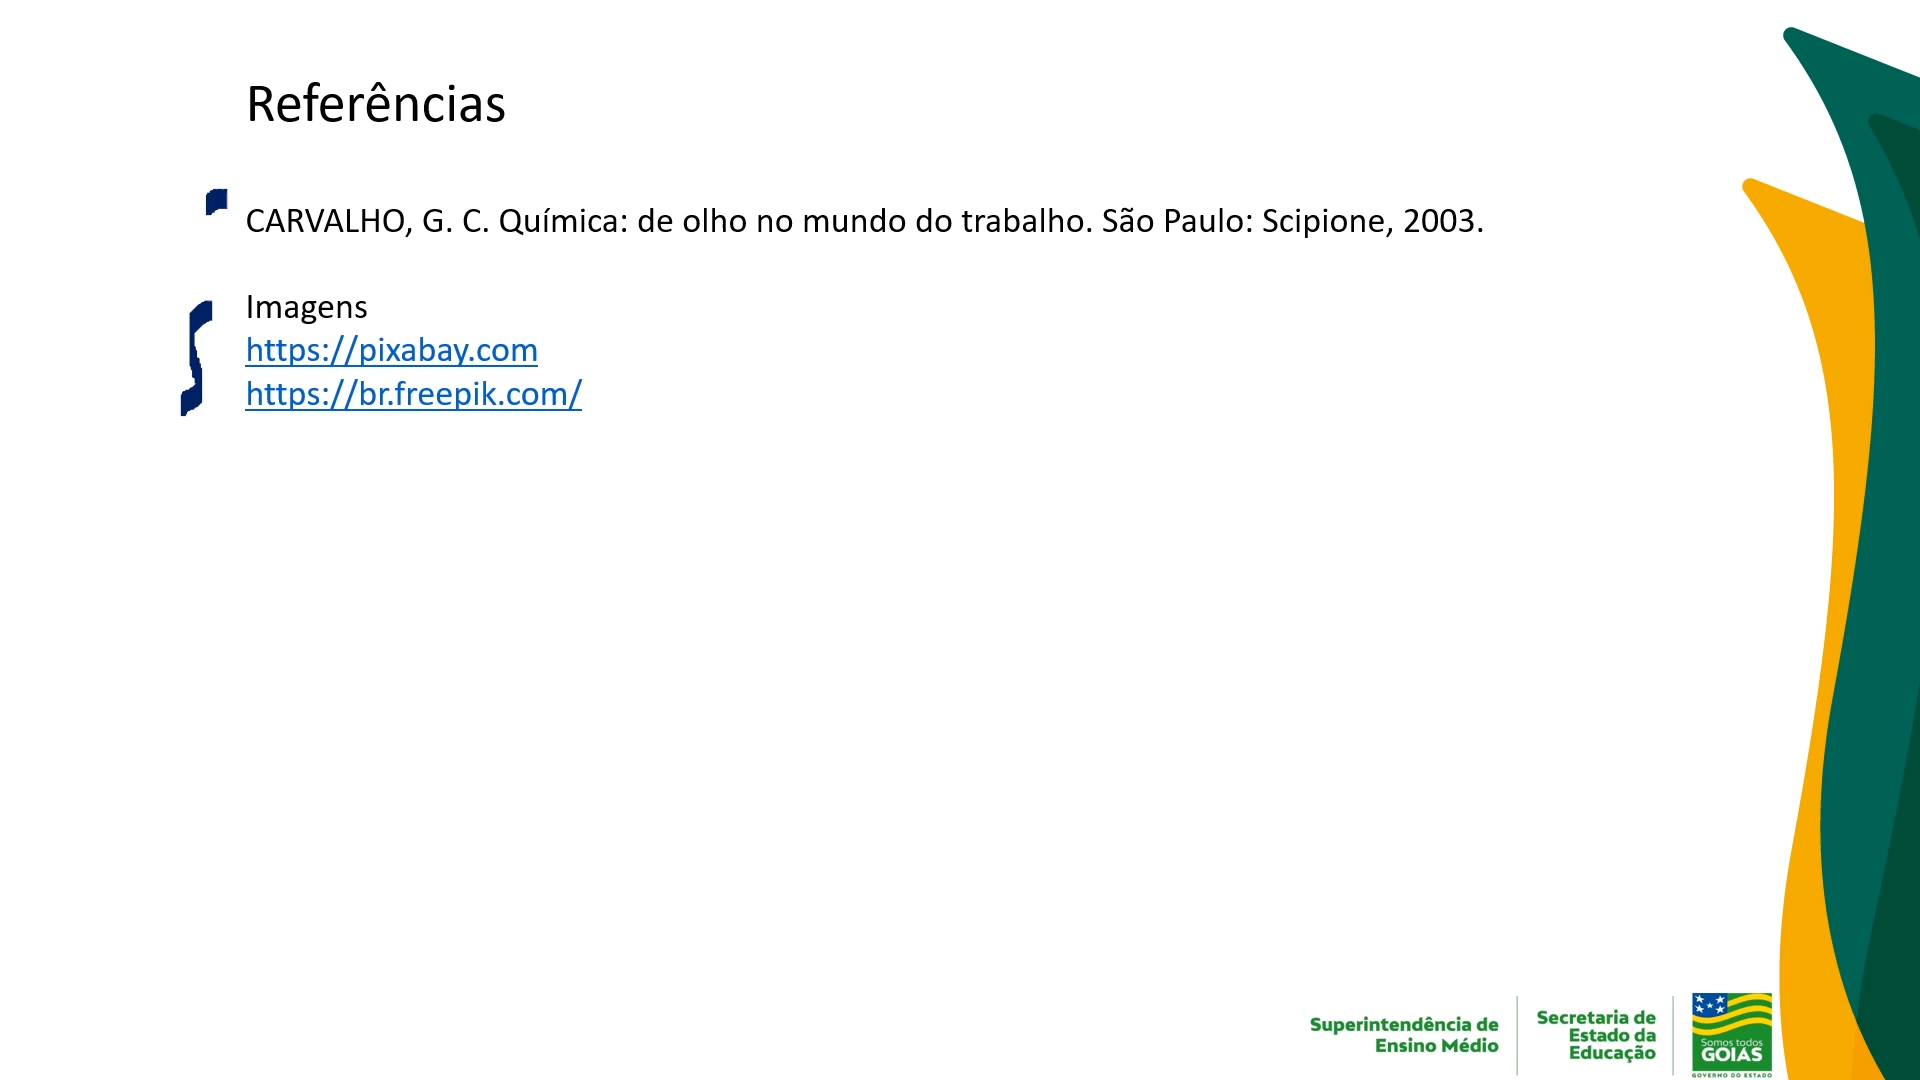 Referências
CARVALHO, G. C. Química: de olho no mundo do trabalho. São Paulo: Scipione, 2003.
Imagens
https://pixabay.com
https://br.freepik.com/
Superintendência de
Ensino Médio
Secretaria de
Estado da
Educação
Somos todos
GOIÁS
GOVERNO DO ESTADO